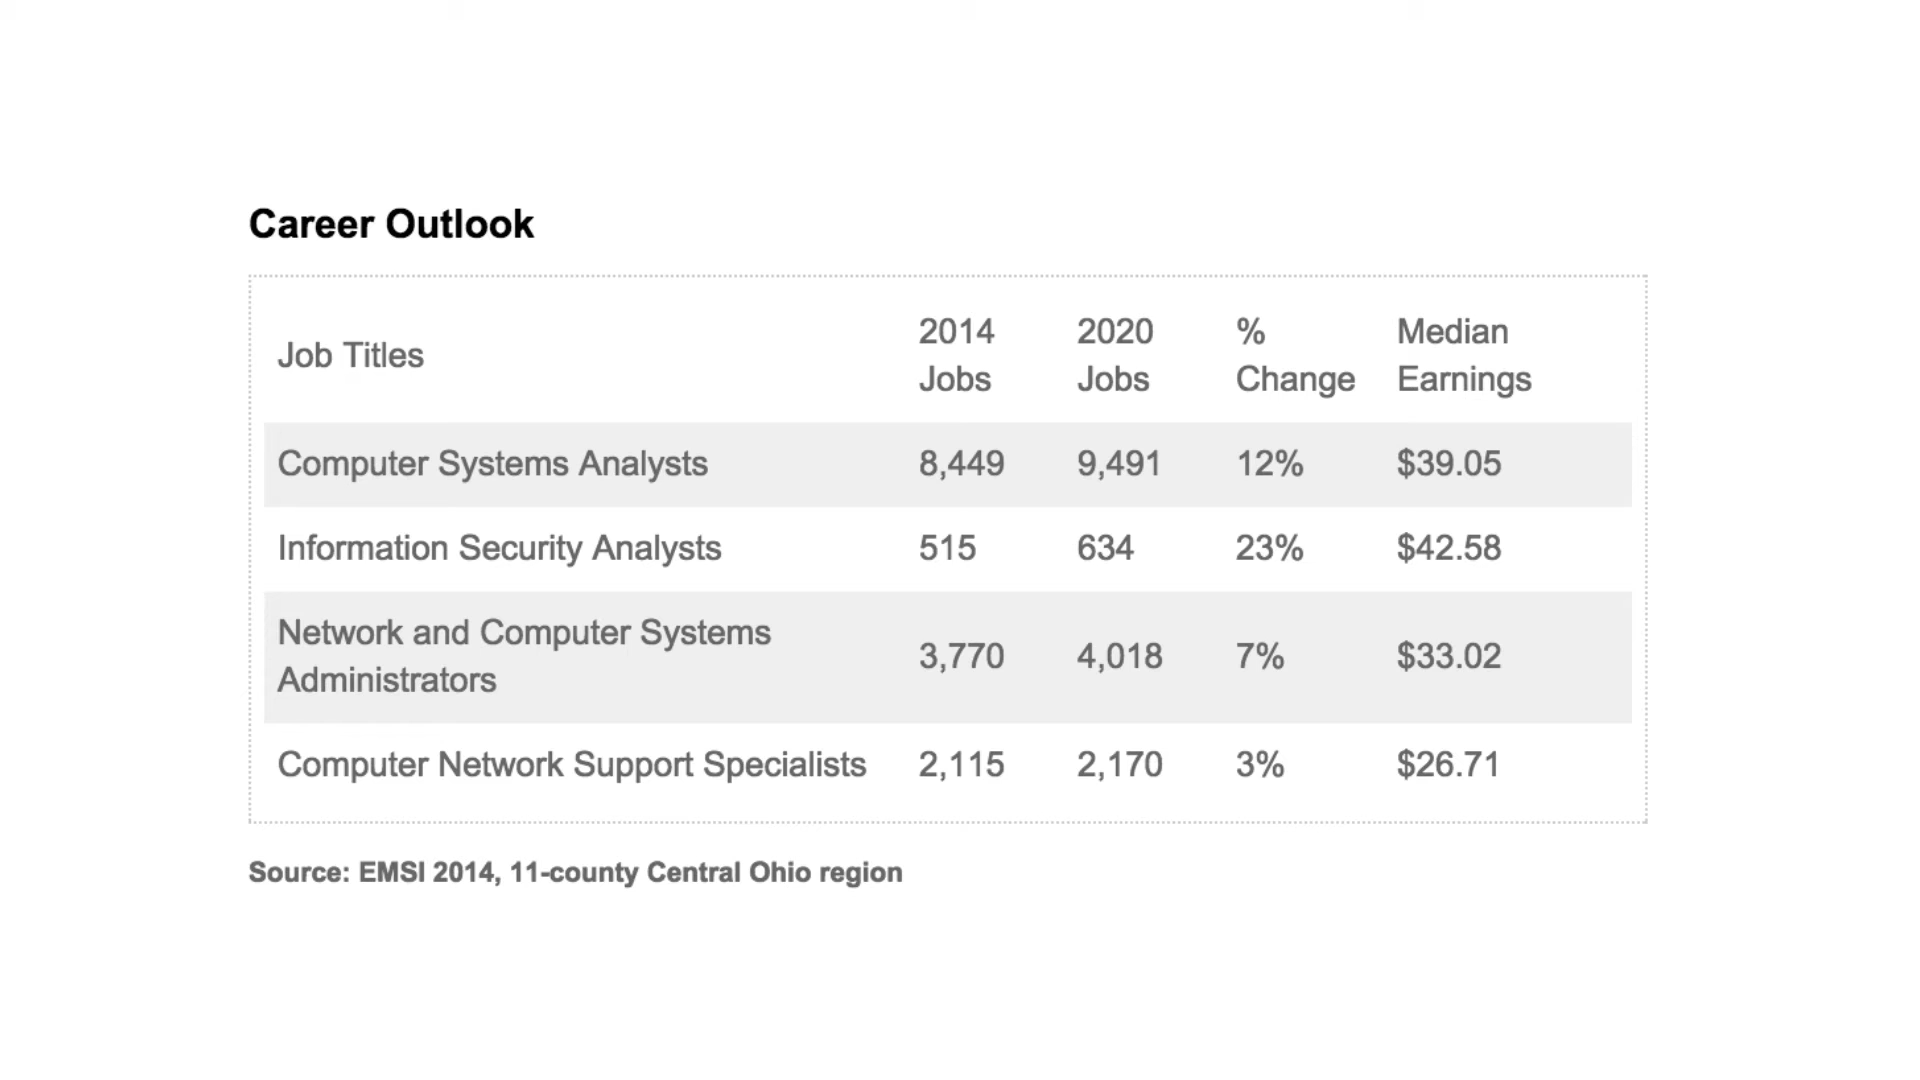 Career Outlook
Job Titles 2014 Jobs 2020 Jobs % Change Median Earnings
Computer Systems Analysts 8,449 9,491 12% $39.05
Information Security Analysts 515 634 23% $42.58
Network and Computer Systems Administrators 3,770 4,018 7% $33.02
Computer Network Support Specialists 2,115 2,170 3% $26.71
Source: EMSI 2014, 11-county Central Ohio region